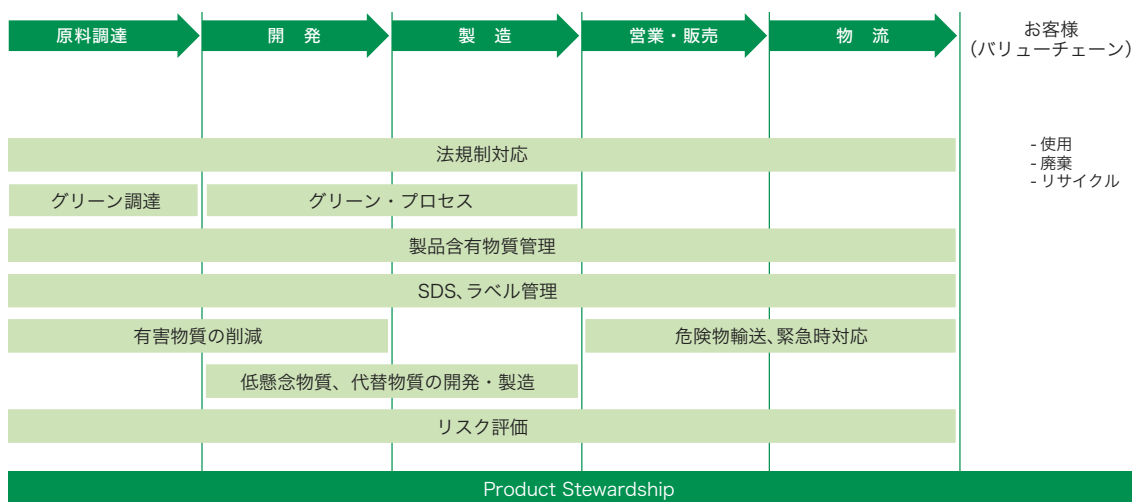 原料調達
開　発
製　造
営業・販売
物　流
お客様
(バリューチェーン)
- 使用
- 廃棄
- リサイクル
法規制対応
グリーン調達
グリーン・プロセス
製品含有物質管理
SDS、ラベル管理
有害物質の削減
危険物輸送、緊急時対応
低懸念物質、代替物質の開発・製造
リスク評価
Product Stewardship